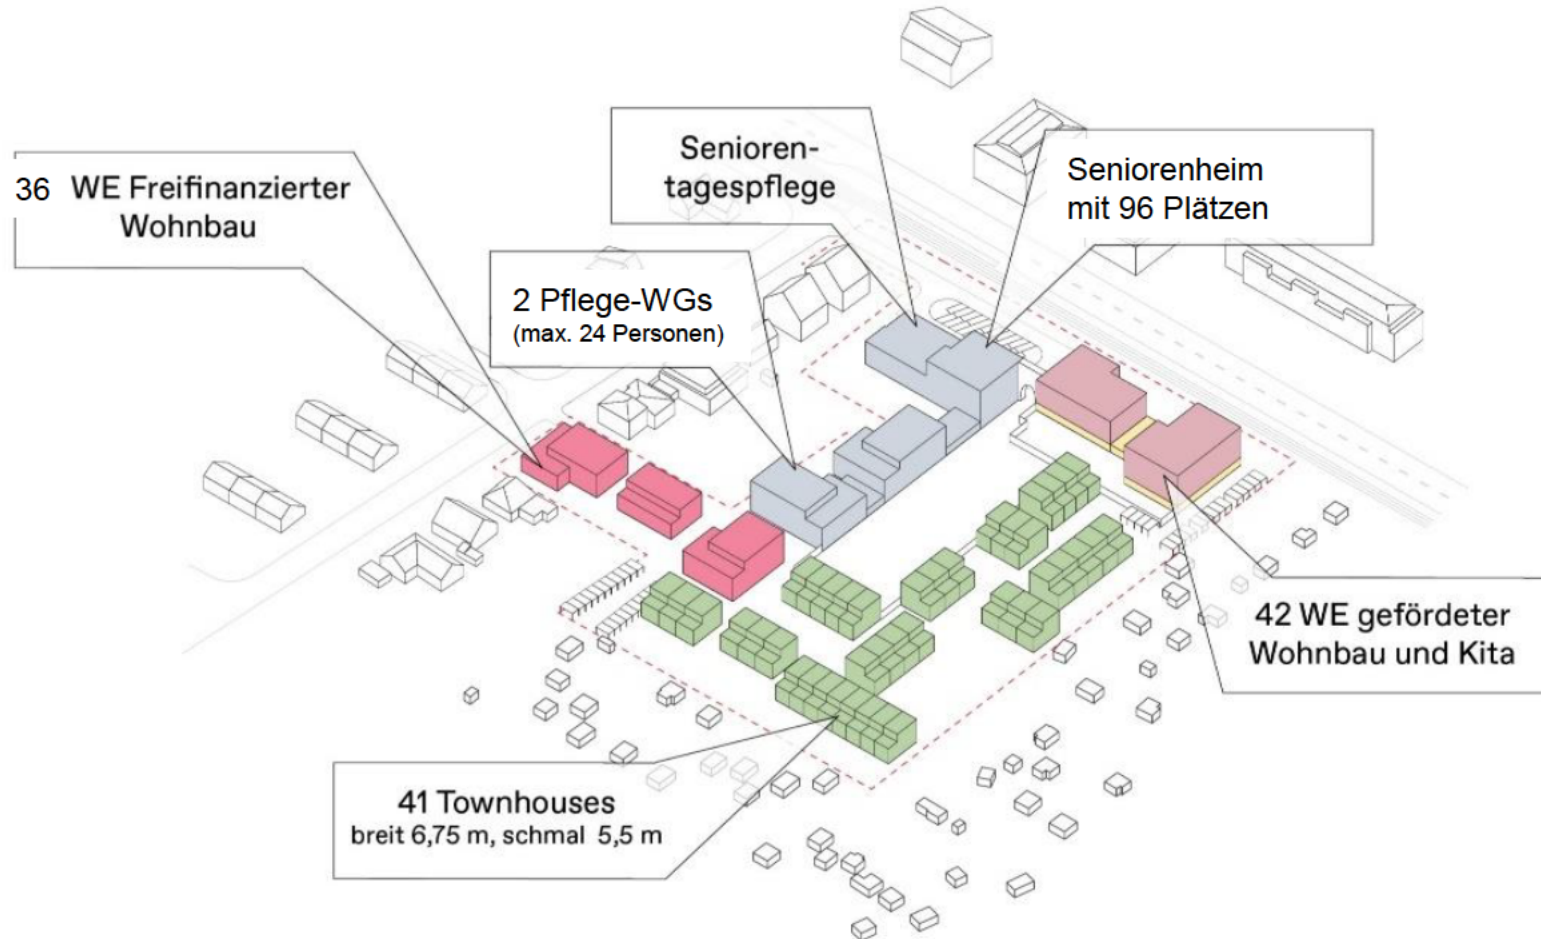 Senioren-
tagespflege
Seniorenheim
mit 96 Plätzen
36 WE Freifinanzierter
Wohnbau
2 Pflege-WGs
(max. 24 Personen)
42 WE gefördeter
Wohnbau und Kita
41 Townhouses
breit 6,75 m, schmal 5,5 m